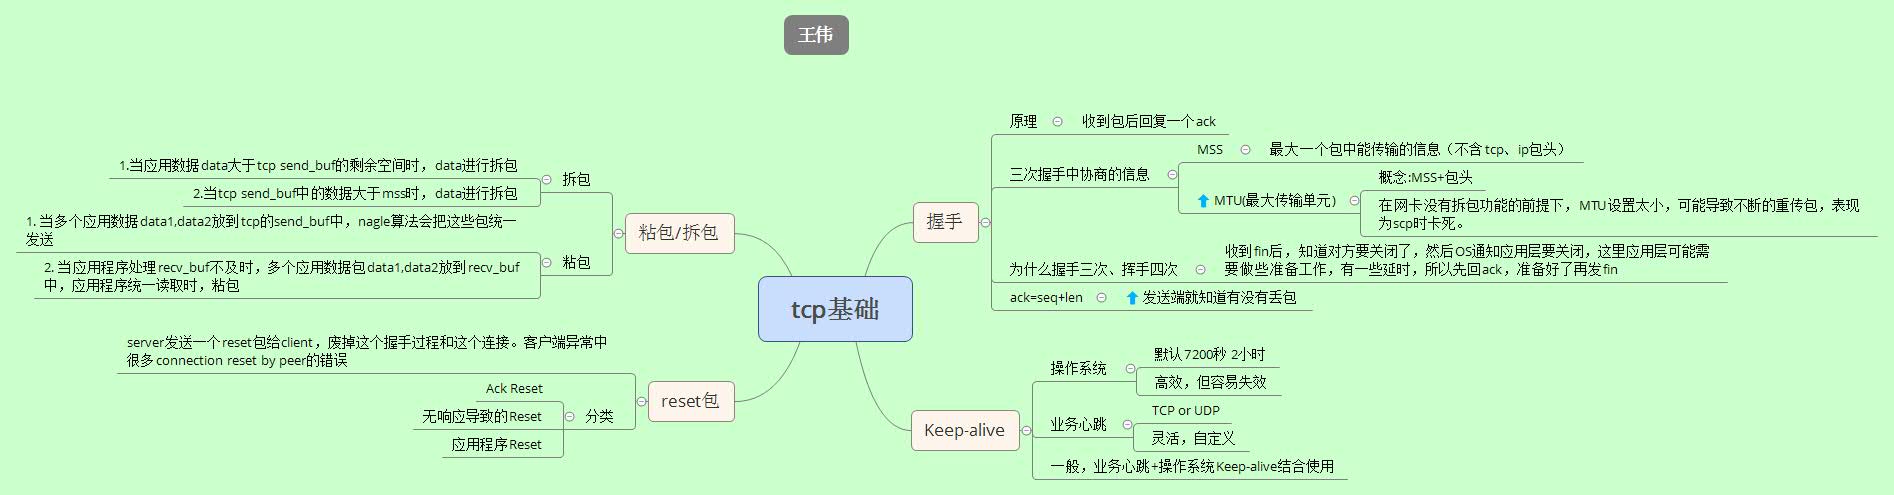 王伟
tcp基础
握手
原理
收到包后回复一个ack
三次握手中协商的信息
MSS
最大一个包中能传输的信息（不含tcp、ip包头）
MTU(最大传输单元)
概念:MSS+包头
在网卡没有拆包功能的前提下，MTU设置太小，可能导致不断的重传包，表现
为scp时卡死。
为什么握手三次、挥手四次
收到fin后，知道对方要关闭了，然后OS通知应用层要关闭，这里应用层可能需
要做些准备工作，有一些延时，所以先回ack，准备好了再发fin
ack=seq+len
发送端就知道有没有丢包
Keep-alive
操作系统
默认7200秒 2小时
高效，但容易失效
业务心跳
TCP or UDP
灵活，自定义
一般，业务心跳+操作系统Keep-alive结合使用
粘包/拆包
拆包
1.当应用数据data大于tcp send_buf的剩余空间时，data进行拆包
2.当tcp send_buf中的数据大于mss时，data进行拆包
粘包
1. 当多个应用数据data1,data2放到tcp的send_buf中，nagle算法会把这些包统一
发送
2. 当应用程序处理recv_buf不及时，多个应用数据包data1,data2放到recv_buf
中，应用程序统一读取时，粘包
reset包
server发送一个reset包给client，废掉这个握手过程和这个连接。客户端异常中
很多connection reset by peer的错误
分类
Ack Reset
无响应导致的Reset
应用程序Reset